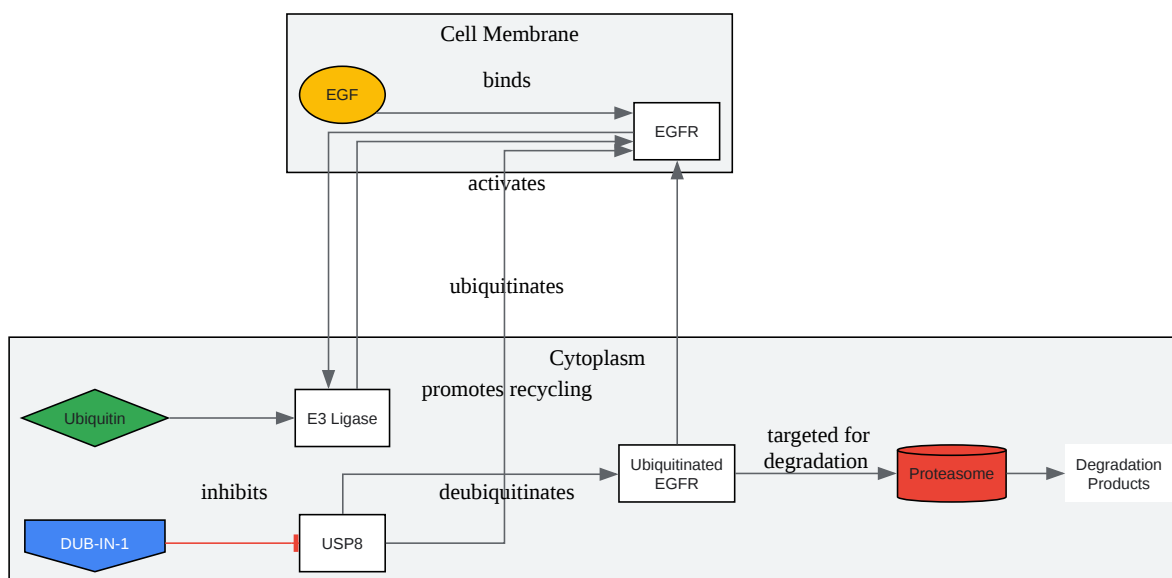 Cell Membrane
EGF
binds
EGFR
activates
ubiquitinates
Cytoplasm
promotes recycling
Ubiquitin
E3 Ligase
targeted for
degradation
Ubiquitinated
EGFR
Proteasome
Degradation
Products
inhibits
deubiquitinates
DUB-IN-1
USP8